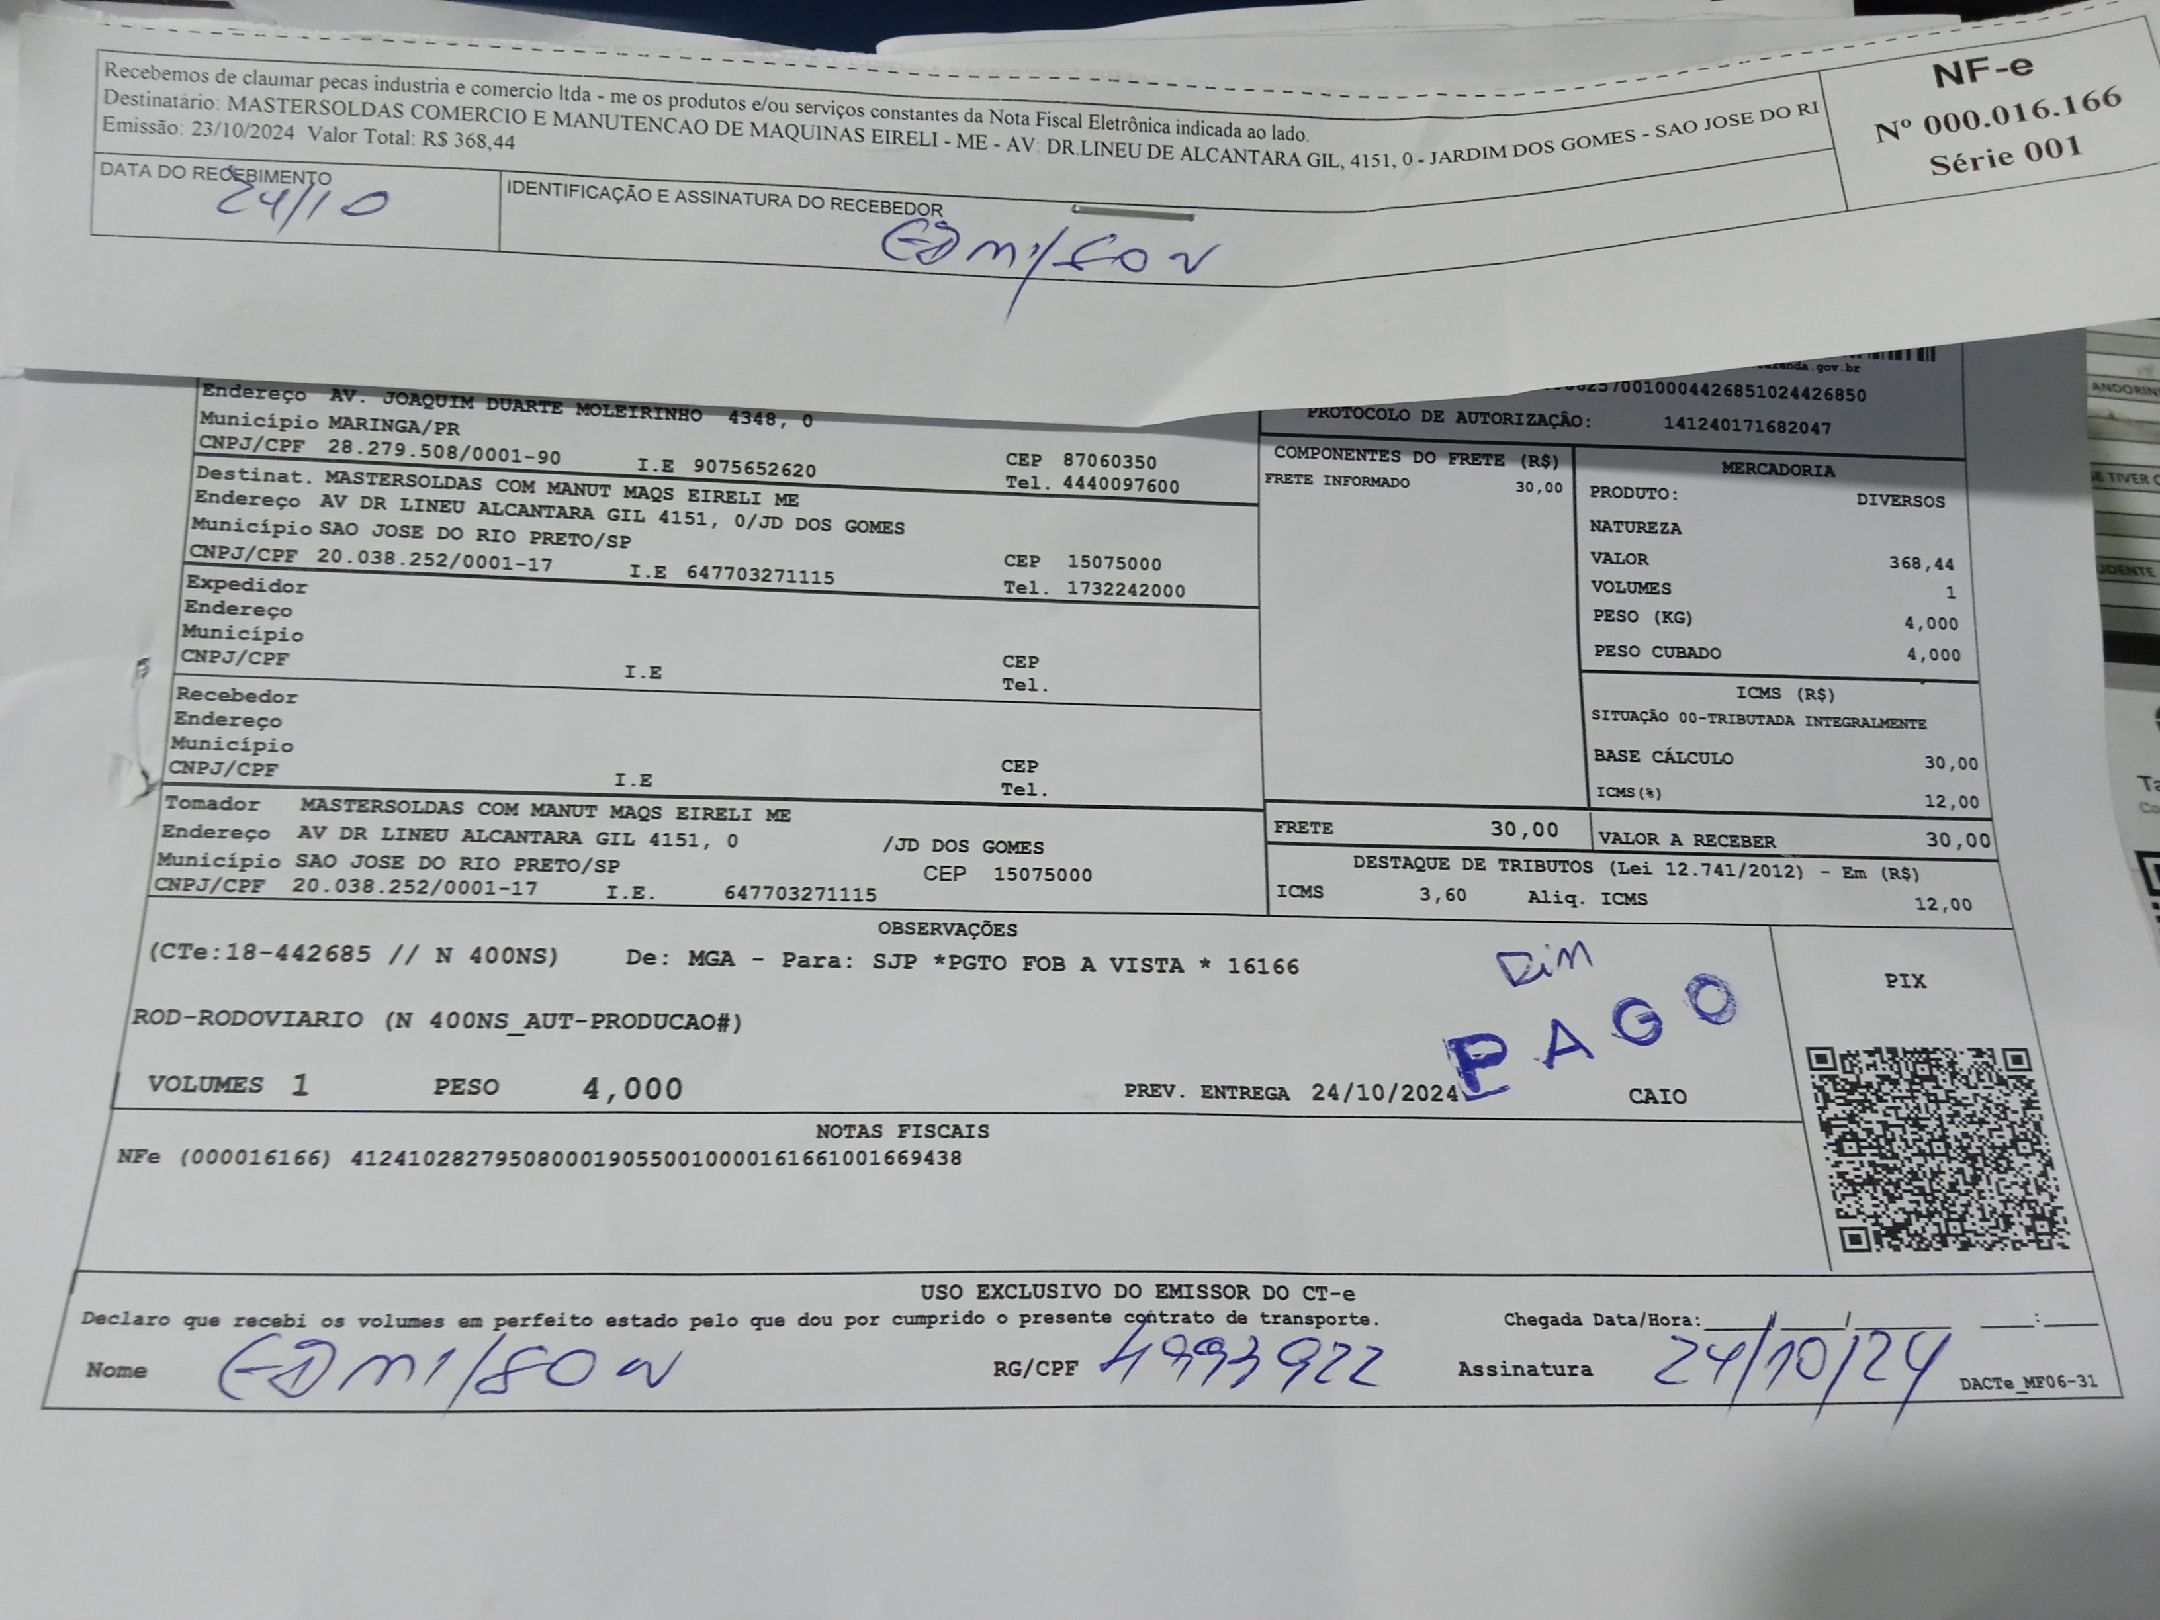 Recebemos de claumar pecas industria e comercio ltda - me os produtos e/ou serviços constantes da Nota Fiscal Eletrônica indicada ao lado.
Destinatário: MASTERSOLDAS COMERCIO E MANUTENCAO DE MAQUINAS EIRELI - ME - AV: DR.LINEU DE ALCANTARA GIL, 4151, 0 - JARDIM DOS GOMES - SAO JOSE DO RI
Emissão: 23/10/2024 Valor Total: R$ 368,44
NF-e
Nº 000.016.166
Série 001
DATA DO RECEBIMENTO
24/10
IDENTIFICAÇÃO E ASSINATURA DO RECEBEDOR
EDMILSON
Endereço AV. JOAQUIM DUARTE MOLEIRINHO 4348, 0
Município MARINGA/PR CEP 87060350
CNPJ/CPF 28.279.508/0001-90 I.E 9075652620 Tel. 4440097600
Destinat. MASTERSOLDAS COM MANUT MAQS EIRELI ME
Endereço AV DR LINEU ALCANTARA GIL 4151, 0/JD DOS GOMES
Município SAO JOSE DO RIO PRETO/SP CEP 15075000
CNPJ/CPF 20.038.252/0001-17 I.E 647703271115 Tel. 1732242000
Expedidor
Endereço
Município CEP
CNPJ/CPF I.E Tel.
Recebedor
Endereço
Município CEP
CNPJ/CPF I.E Tel.
Tomador MASTERSOLDAS COM MANUT MAQS EIRELI ME
Endereço AV DR LINEU ALCANTARA GIL 4151, 0 /JD DOS GOMES
Município SAO JOSE DO RIO PRETO/SP CEP 15075000
CNPJ/CPF 20.038.252/0001-17 I.E. 647703271115
.gov.br
570010004426851024426850
PROTOCOLO DE AUTORIZAÇÃO: 141240171682047
COMPONENTES DO FRETE (R$)
FRETE INFORMADO 30,00
MERCADORIA
PRODUTO: DIVERSOS
NATUREZA
VALOR 368,44
VOLUMES 1
PESO (KG) 4,000
PESO CUBADO 4,000
ICMS (R$)
SITUAÇÃO 00-TRIBUTADA INTEGRALMENTE
BASE CÁLCULO 30,00
ICMS(%) 12,00
FRETE 30,00 VALOR A RECEBER 30,00
DESTAQUE DE TRIBUTOS (Lei 12.741/2012) - Em (R$)
ICMS 3,60 Aliq. ICMS 12,00
OBSERVAÇÕES
(CTe:18-442685 // N 400NS) De: MGA - Para: SJP *PGTO FOB A VISTA * 16166
Din
PAGO
PIX
ROD-RODOVIARIO (N 400NS_AUT-PRODUCAO#)
VOLUMES 1 PESO 4,000 PREV. ENTREGA 24/10/2024 CAIO
NOTAS FISCAIS
NFe (000016166) 41241028279508000190550010000161661001669438
USO EXCLUSIVO DO EMISSOR DO CT-e
Declaro que recebi os volumes em perfeito estado pelo que dou por cumprido o presente contrato de transporte. Chegada Data/Hora:____/____/____ ___:___
Nome EDMILSON RG/CPF 4993922 Assinatura 24/10/24 DACTe_MF06-31